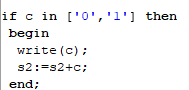 if c in ['0','1'] then
begin
write(c);
s2:=s2+c;
end;